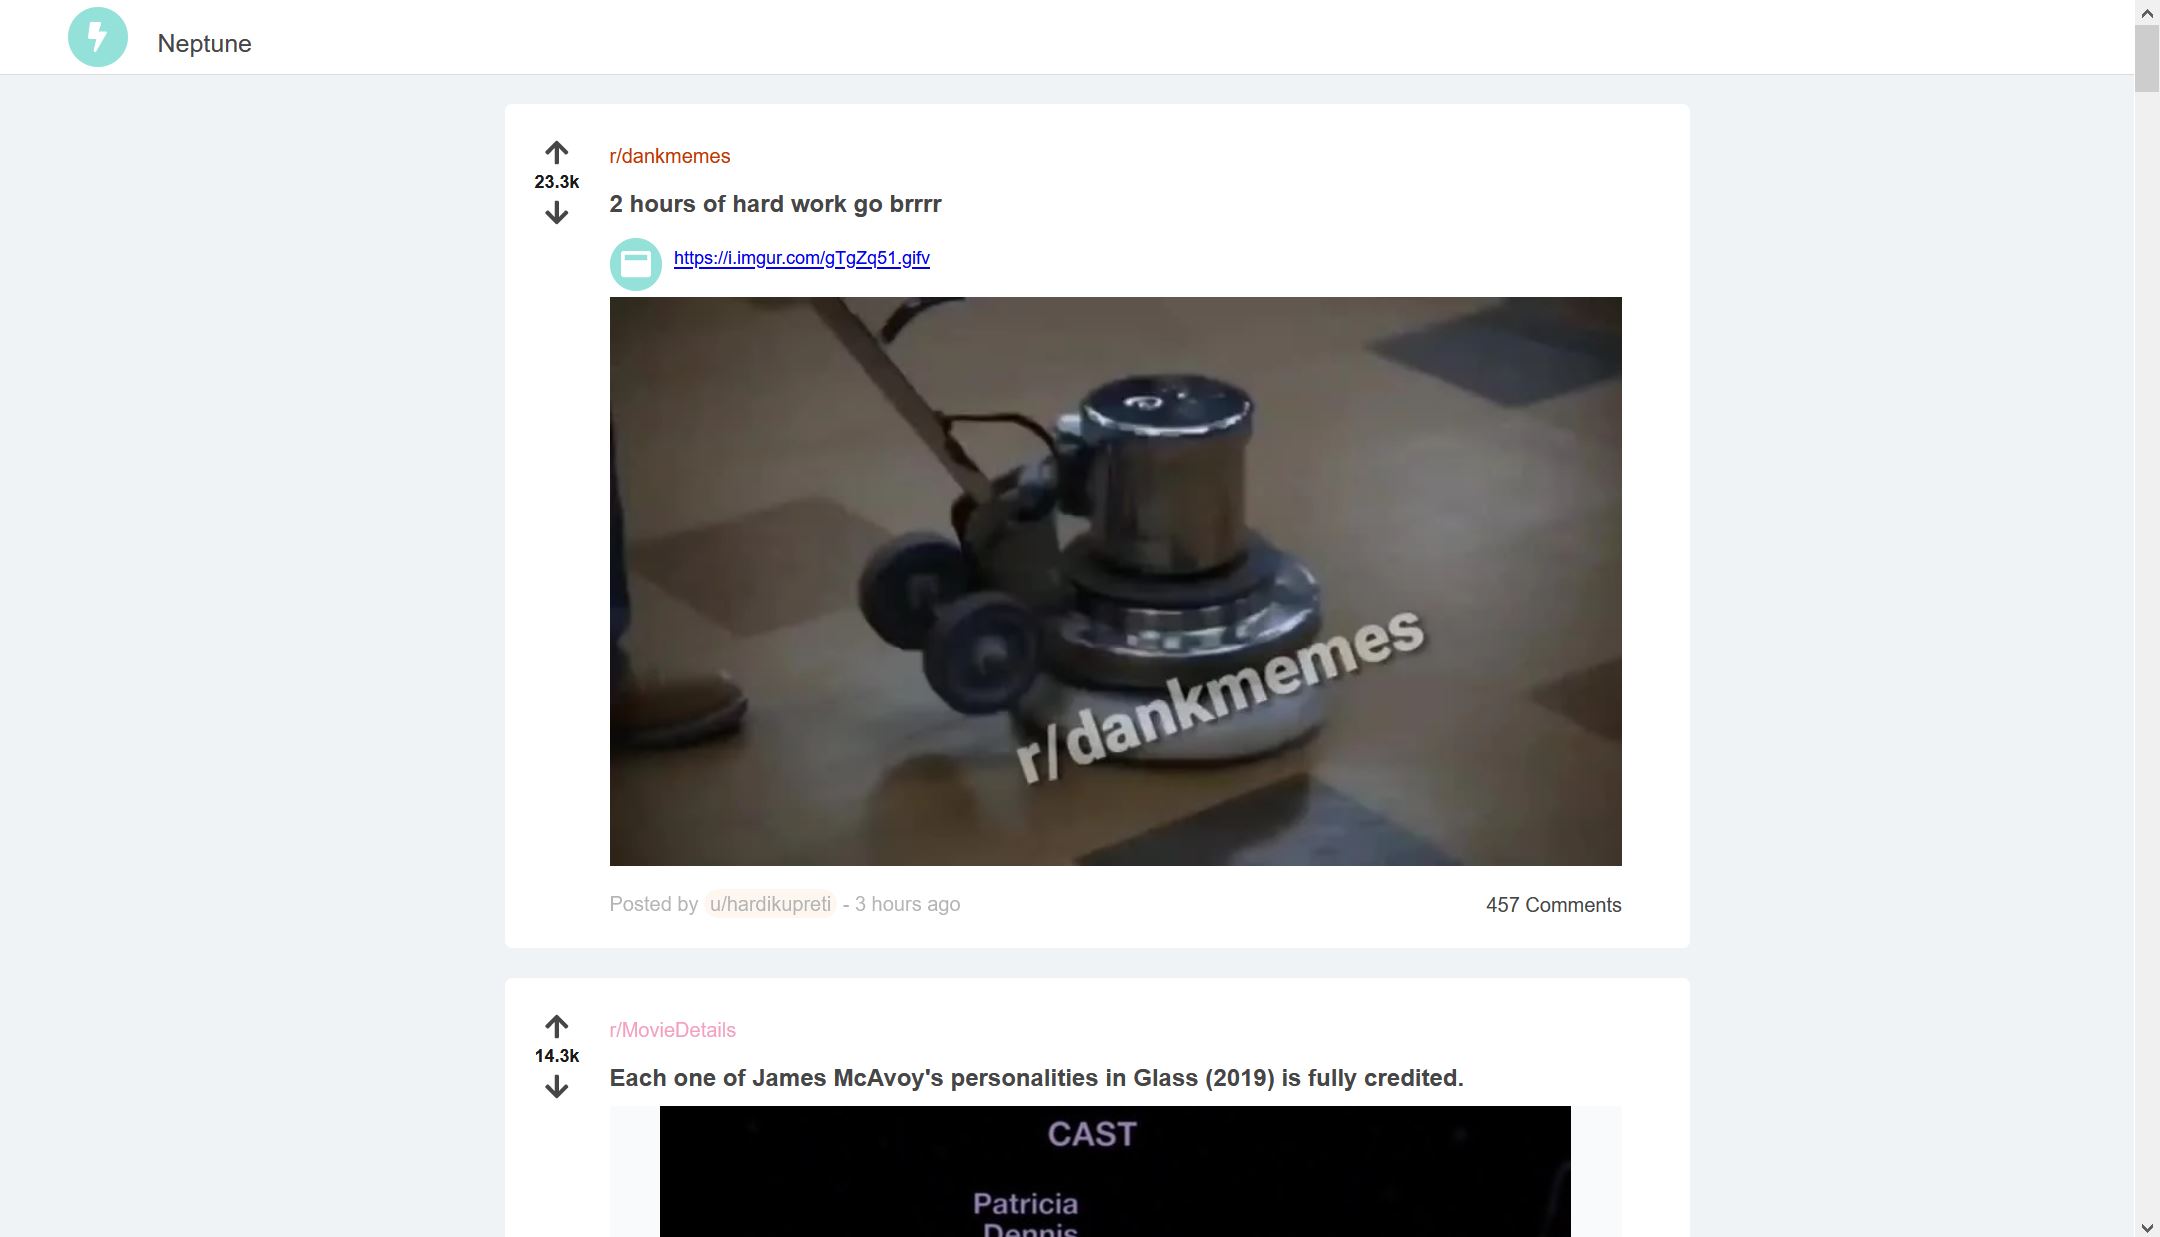 Neptune
r/dankmemes
23.3k
2 hours of hard work go brrrr
https://i.imgur.com/gTgZq51.gifv
r/dankmemes
Posted by u/hardikupreti - 3 hours ago
457 Comments
r/MovieDetails
14.3k
Each one of James McAvoy's personalities in Glass (2019) is fully credited.
CAST
Patricia
Dennis